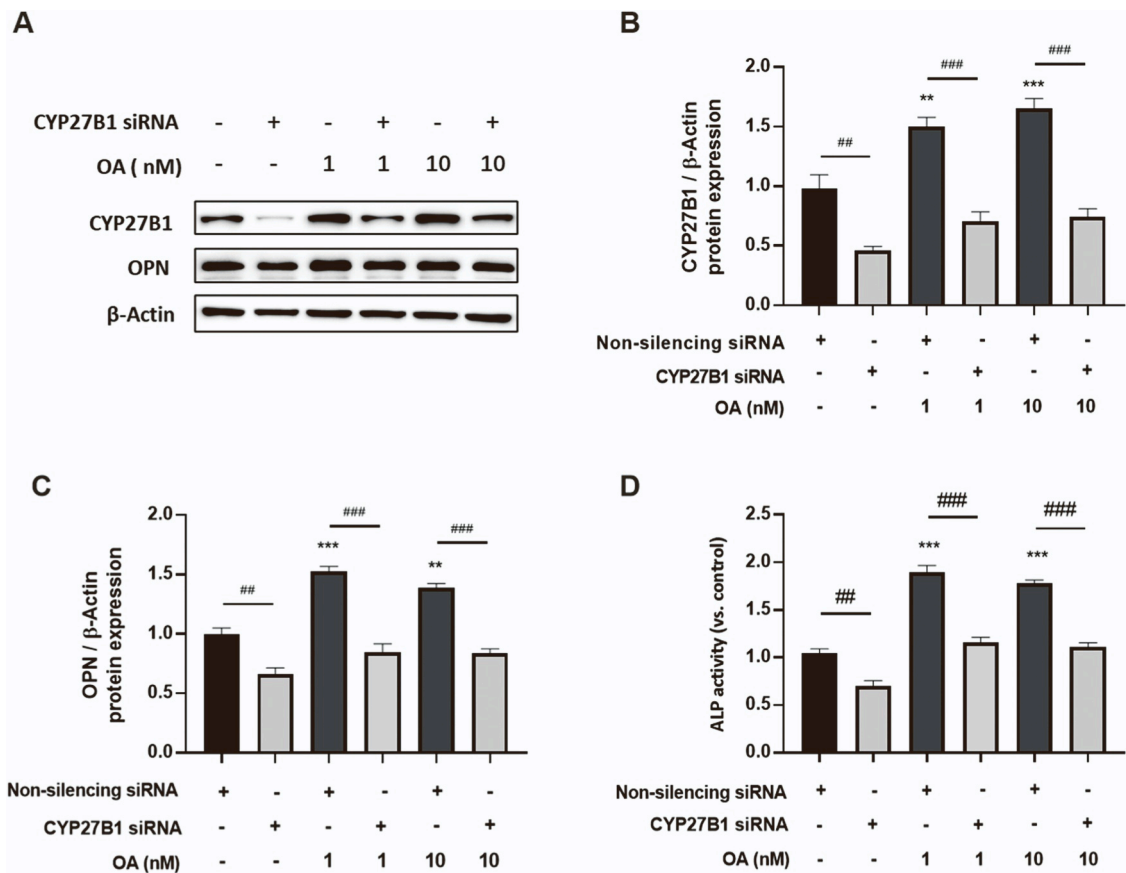 A
CYP27B1 siRNA - + - + - +
OA ( nM) - - 1 1 10 10
CYP27B1
OPN
β-Actin
B
CYP27B1 / β-Actin
protein expression
2.0
1.5
1.0
0.5
0.0
##
**
###
***
###
Non-silencing siRNA + - + - + -
CYP27B1 siRNA - + - + - +
OA (nM) - - 1 1 10 10
C
OPN / β-Actin
protein expression
2.0
1.5
1.0
0.5
0.0
##
***
###
**
###
Non-silencing siRNA + - + - + -
CYP27B1 siRNA - + - + - +
OA (nM) - - 1 1 10 10
D
ALP activity (vs. control)
2.5
2.0
1.5
1.0
0.5
0.0
##
***
###
***
###
Non-silencing siRNA + - + - + -
CYP27B1 siRNA - + - + - +
OA (nM) - - 1 1 10 10